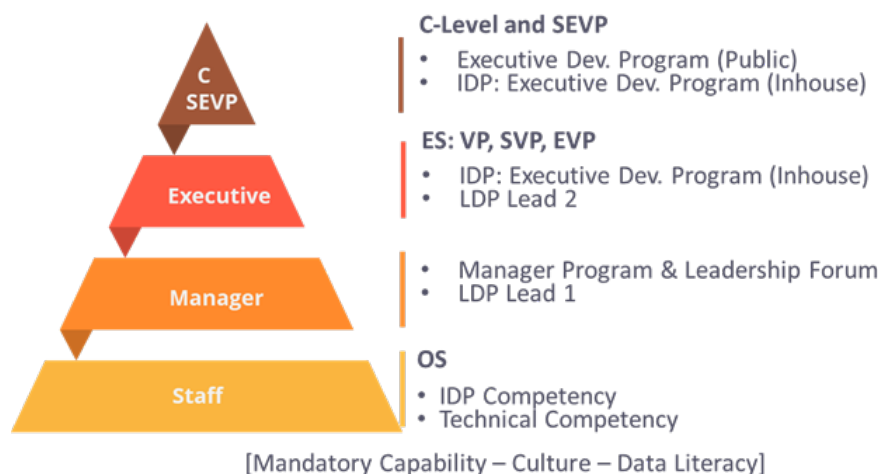 C-Level and SEVP
• Executive Dev. Program (Public)
• IDP: Executive Dev. Program (Inhouse)
C
SEVP
ES: VP, SVP, EVP
• IDP: Executive Dev. Program (Inhouse)
• LDP Lead 2
Executive
• Manager Program & Leadership Forum
• LDP Lead 1
Manager
OS
• IDP Competency
• Technical Competency
Staff
[Mandatory Capability – Culture – Data Literacy]